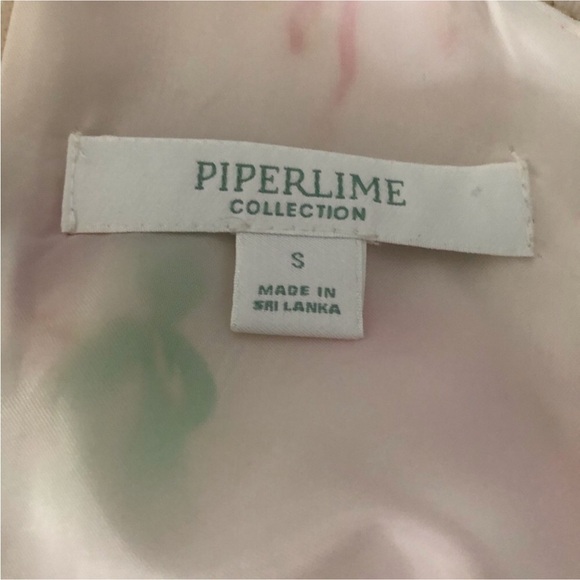 PIPERLIME
COLLECTION
S
MADE IN
SRI LANKA